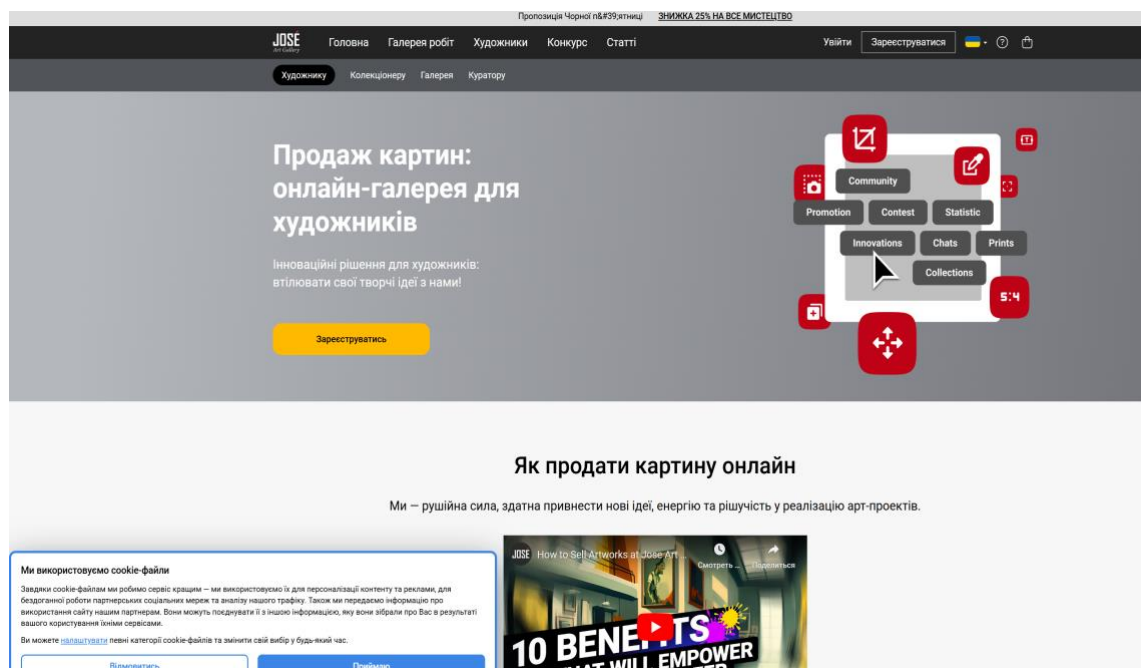 Пропозиція Чорної п&#39;ятниці ЗНИЖКА 25% НА ВСЕ МИСТЕЦТВО
JOSÉ
Art Gallery
Головна Галерея робіт Художники Конкурс Статті
Увійти Зареєструватися
Художнику Колекціонеру Галерея Куратору
Продаж картин:
онлайн-галерея для
художників
Інноваційні рішення для художників:
втілювати свої творчі ідеї з нами!
Зареєструватись
Community
Promotion Contest Statistic
Innovations Chats Prints
Collections
5:4
Як продати картину онлайн
Ми — рушійна сила, здатна привнести нові ідеї, енергію та рішучість у реалізацію арт-проектів.
JOSÉ How to Sell Artworks at Jose Art ...
Смотреть ... Поделиться
10 BENEFITS
THAT WILL EMPOWER
Ми використовуємо cookie-файли
Завдяки cookie-файлам ми робимо сервіс кращим — ми використовуємо їх для персоналізації контенту та реклами, для
бездоганної роботи партнерських соціальних мереж та аналізу нашого трафіку. Також ми передаємо інформацію про
використання сайту нашим партнерам. Вони можуть поєднувати її з іншою інформацією, яку вони зібрали про Вас в результаті
вашого користування їхніми сервісами.
Ви можете налаштувати певні категорії cookie-файлів та змінити свій вибір у будь-який час.
Відмовитись Приймаю